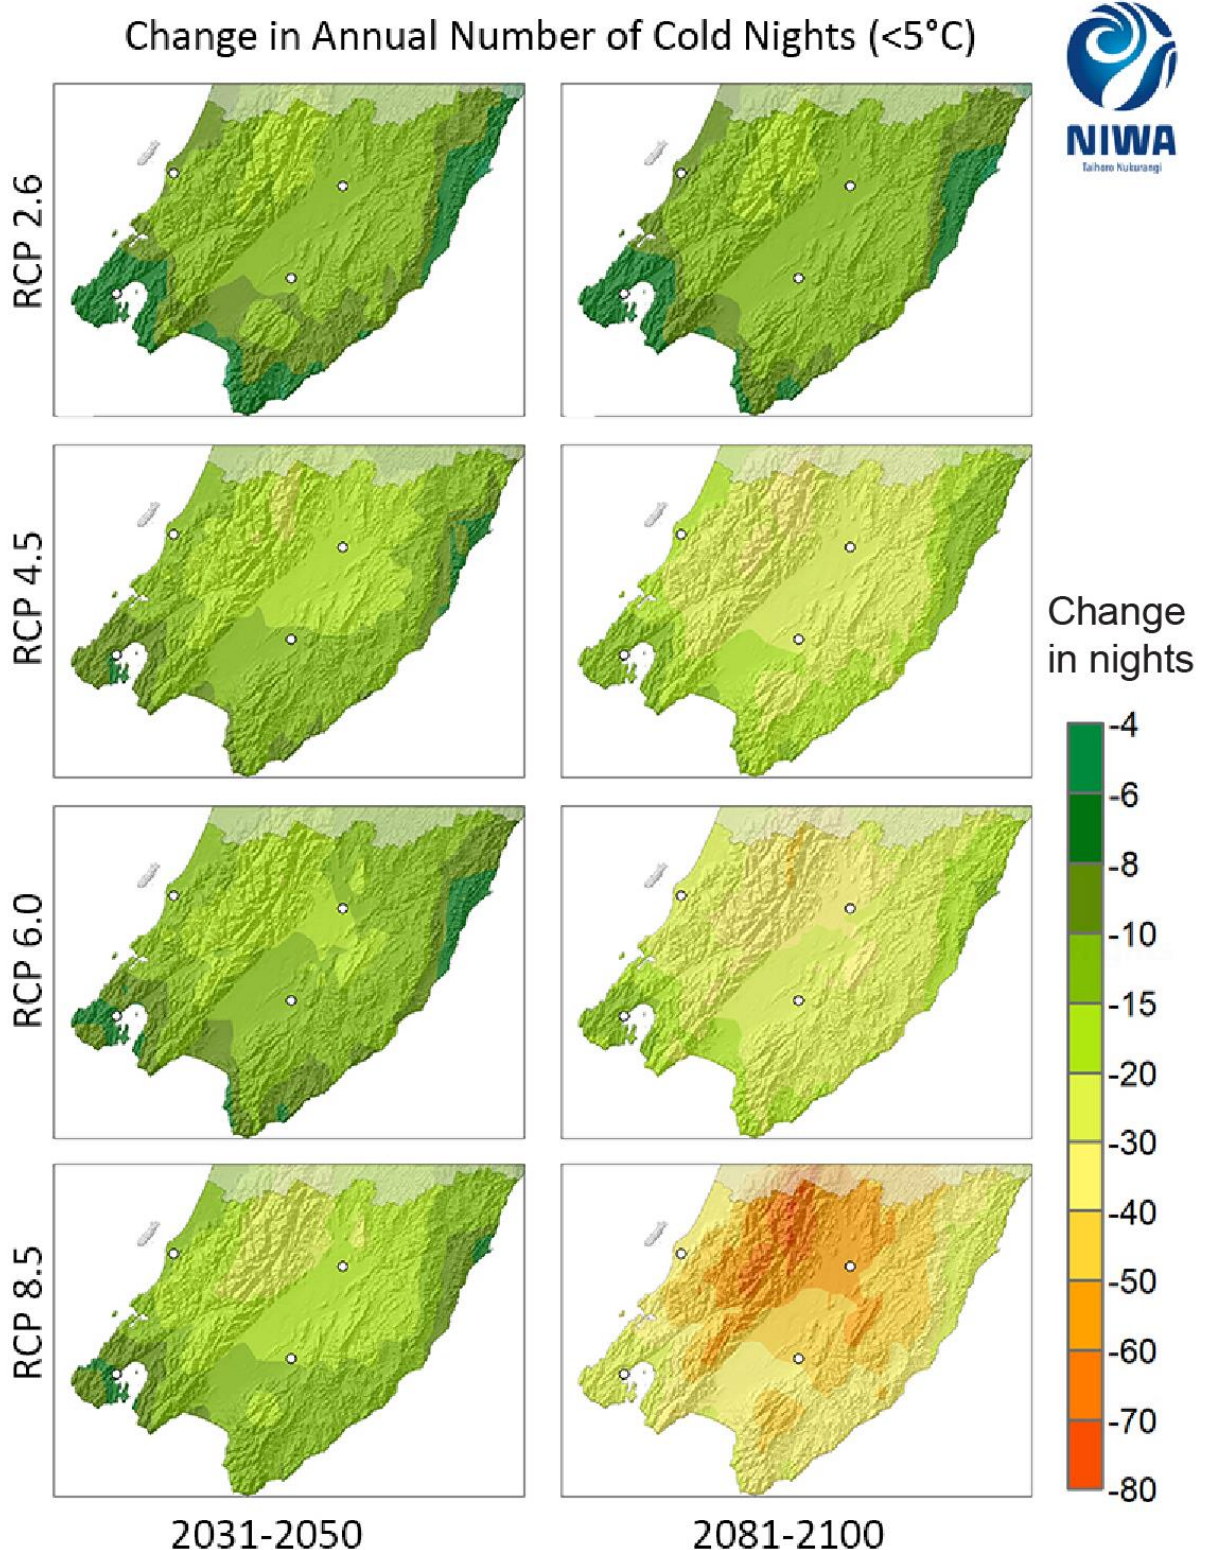 Change in Annual Number of Cold Nights (<5°C)
NIWA
Taihoro Nukurangi
RCP 2.6
RCP 4.5
RCP 6.0
RCP 8.5
Change
in nights
-4
-6
-8
-10
-15
-20
-30
-40
-50
-60
-70
-80
2031-2050
2081-2100